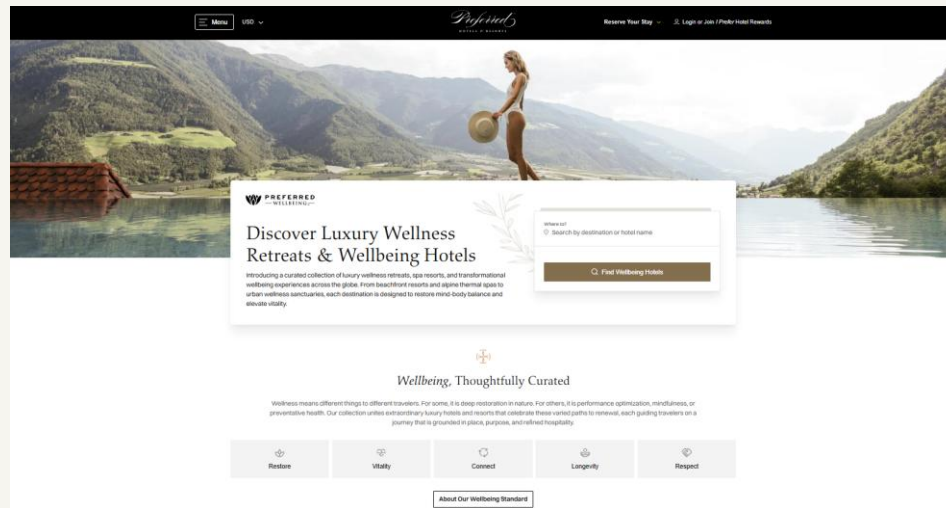 Menu
USD
Preferred
HOTELS & RESORTS
Reserve Your Stay
Login or Join I Prefer Hotel Rewards
PREFERRED
WELLBEING
Discover Luxury Wellness
Retreats & Wellbeing Hotels
Introducing a curated collection of luxury wellness retreats, spa resorts, and transformational
wellbeing experiences across the globe. From beachfront resorts and alpine thermal spas to
urban wellness sanctuaries, each destination is designed to restore mind-body balance and
elevate vitality.
Where to?
Search by destination or hotel name
Find Wellbeing Hotels
Wellbeing, Thoughtfully Curated
Wellness means different things to different travelers. For some, it is deep restoration in nature. For others, it is performance optimization, mindfulness, or
preventative health. Our collection unites extraordinary luxury hotels and resorts that celebrate these varied paths to renewal, each guiding travelers on a
journey that is grounded in place, purpose, and refined hospitality.
Restore
Vitality
Connect
Longevity
Respect
About Our Wellbeing Standard